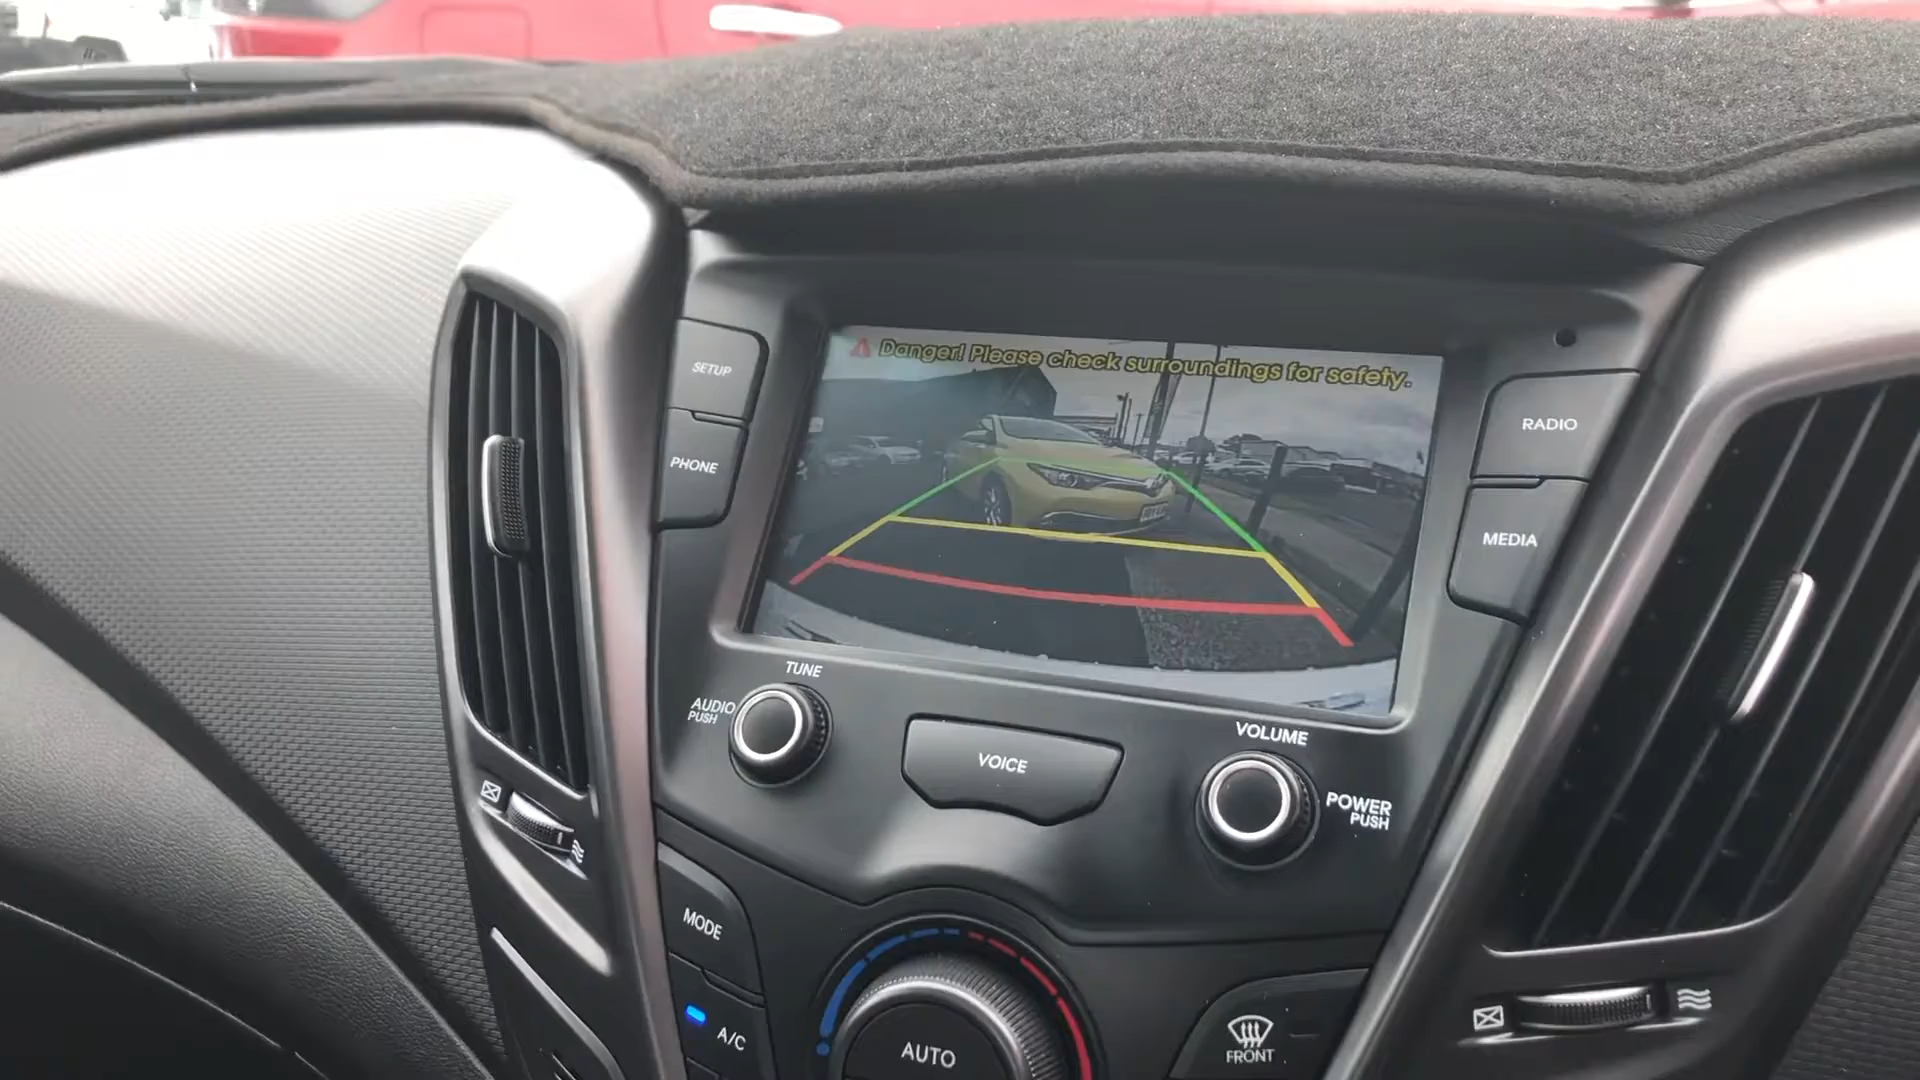 Danger! Please check surroundings for safety.
SETUP
PHONE
RADIO
MEDIA
TUNE
AUDIO
PUSH
VOICE
VOLUME
POWER
PUSH
MODE
A/C
AUTO
FRONT